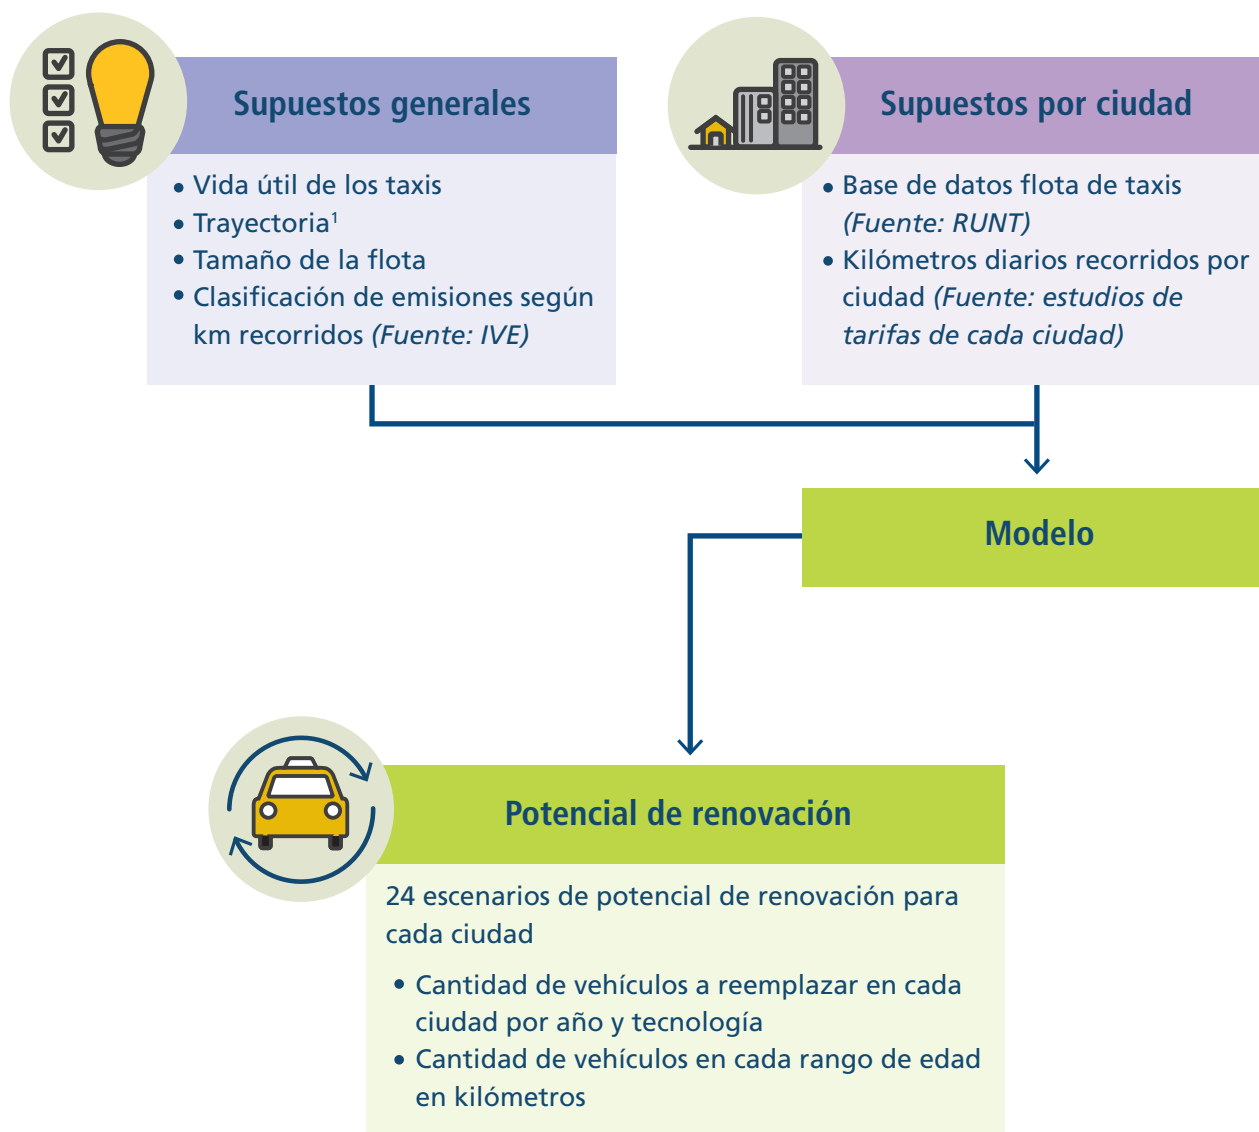 Supuestos generales
• Vida útil de los taxis
• Trayectoria¹
• Tamaño de la flota
• Clasificación de emisiones según
km recorridos (Fuente: IVE)
Supuestos por ciudad
• Base de datos flota de taxis
(Fuente: RUNT)
• Kilómetros diarios recorridos por
ciudad (Fuente: estudios de
tarifas de cada ciudad)
Modelo
Potencial de renovación
24 escenarios de potencial de renovación para
cada ciudad
• Cantidad de vehículos a reemplazar en cada
ciudad por año y tecnología
• Cantidad de vehículos en cada rango de edad
en kilómetros